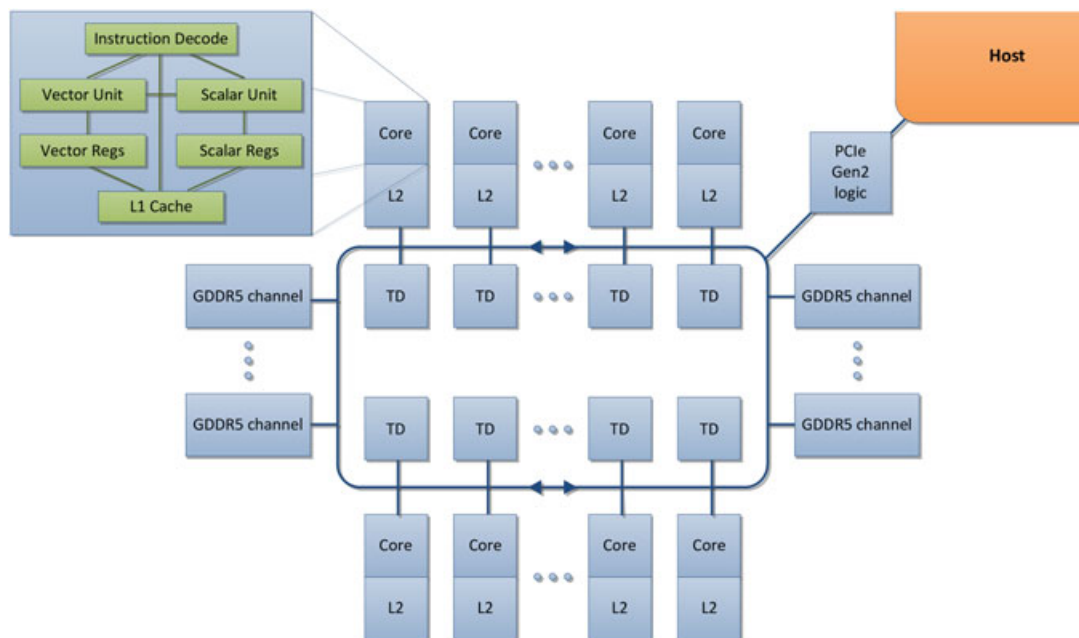 Instruction Decode
Vector Unit
Scalar Unit
Vector Regs
Scalar Regs
L1 Cache
Host
PCIe
Gen2
logic
Core
Core
Core
Core
L2
L2
L2
L2
GDDR5 channel
TD
TD
TD
TD
GDDR5 channel
GDDR5 channel
TD
TD
TD
TD
GDDR5 channel
Core
Core
Core
Core
L2
L2
L2
L2